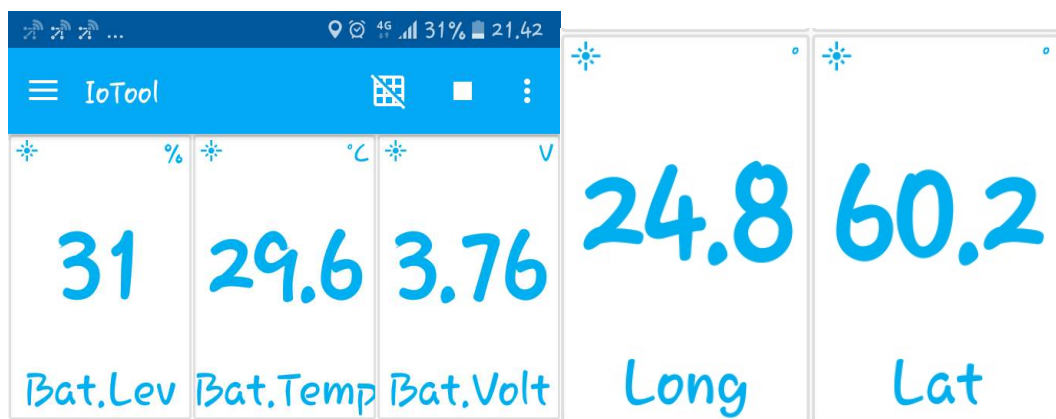 ... 4G 31% 21.42
IoTool
% °C V
31 29.6 3.76
Bat.Lev Bat.Temp Bat.Volt
° °
24.8 60.2
Long Lat